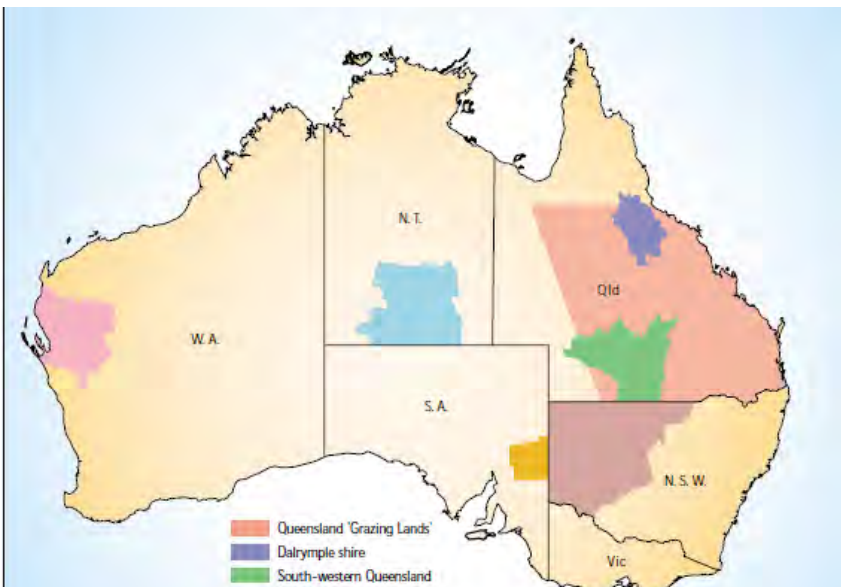 N. T.
Qld
W. A.
S. A.
N. S. W.
Queensland 'Grazing Lands'
Dalrymple shire
Vic
South-western Queensland